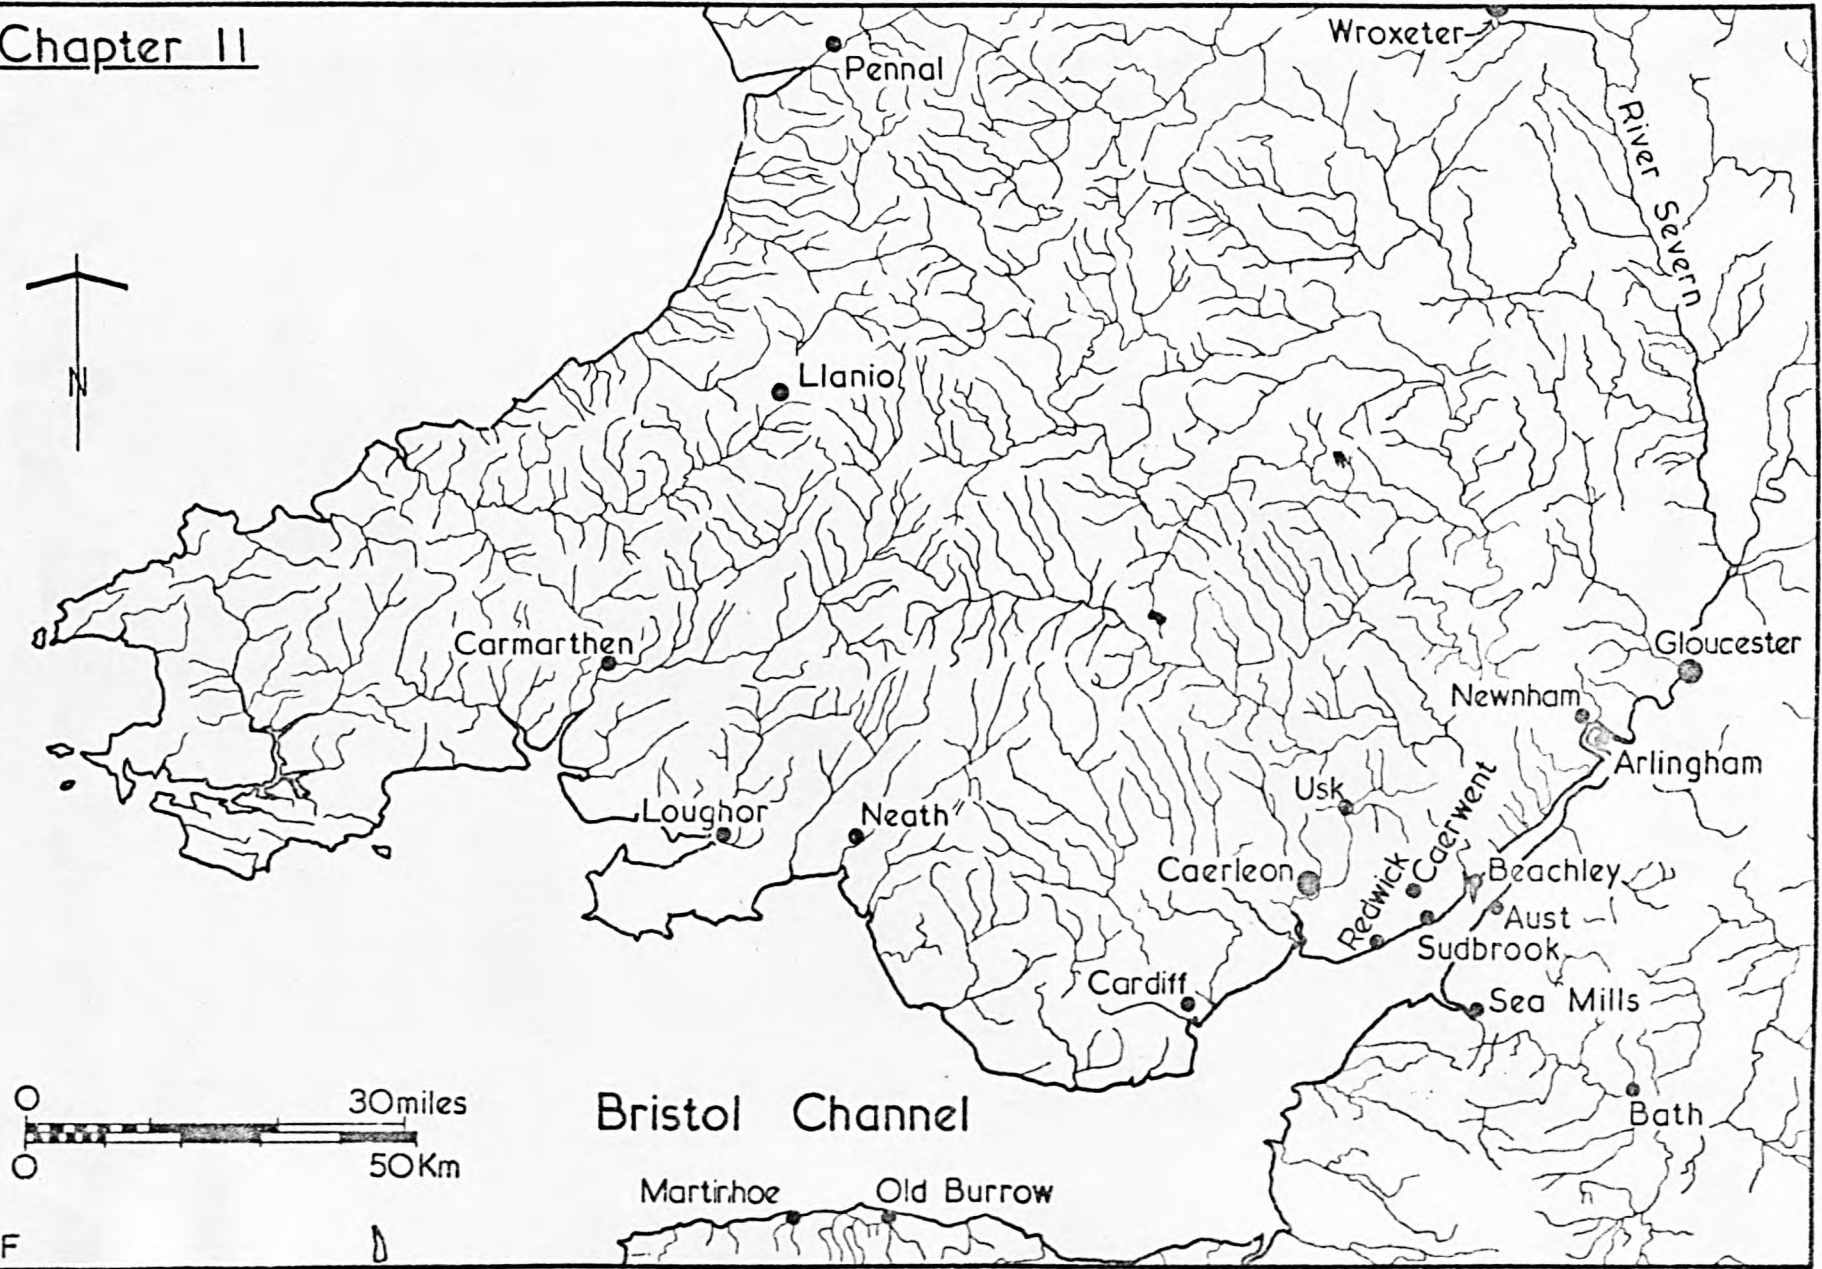 Chapter 11
Wroxeter
Pennal
River Severn
N
Llanio
Carmarthen
Gloucester
Newnham
Arlingham
Usk
Loughor
Neath
Caerwent
Redwick
Caerleon
Beachley
Aust
Sudbrook
Cardiff
Sea Mills
0 30miles
0 50Km
Bristol Channel
Bath
Martinhoe
Old Burrow
F